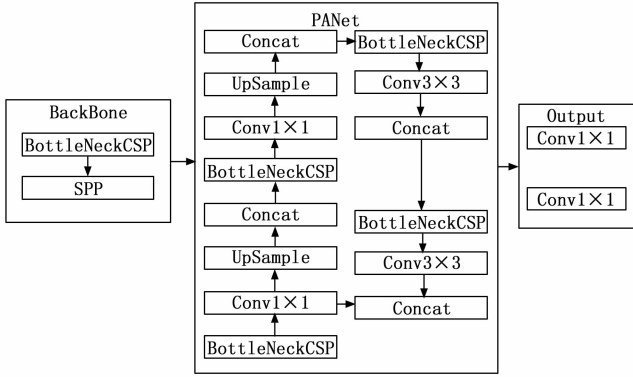 BackBone
BottleNeckCSP
SPP
PANet
Concat
UpSample
Conv1×1
BottleNeckCSP
Concat
UpSample
Conv1×1
BottleNeckCSP
BottleNeckCSP
Conv3×3
Concat
BottleNeckCSP
Conv3×3
Concat
Output
Conv1×1
Conv1×1